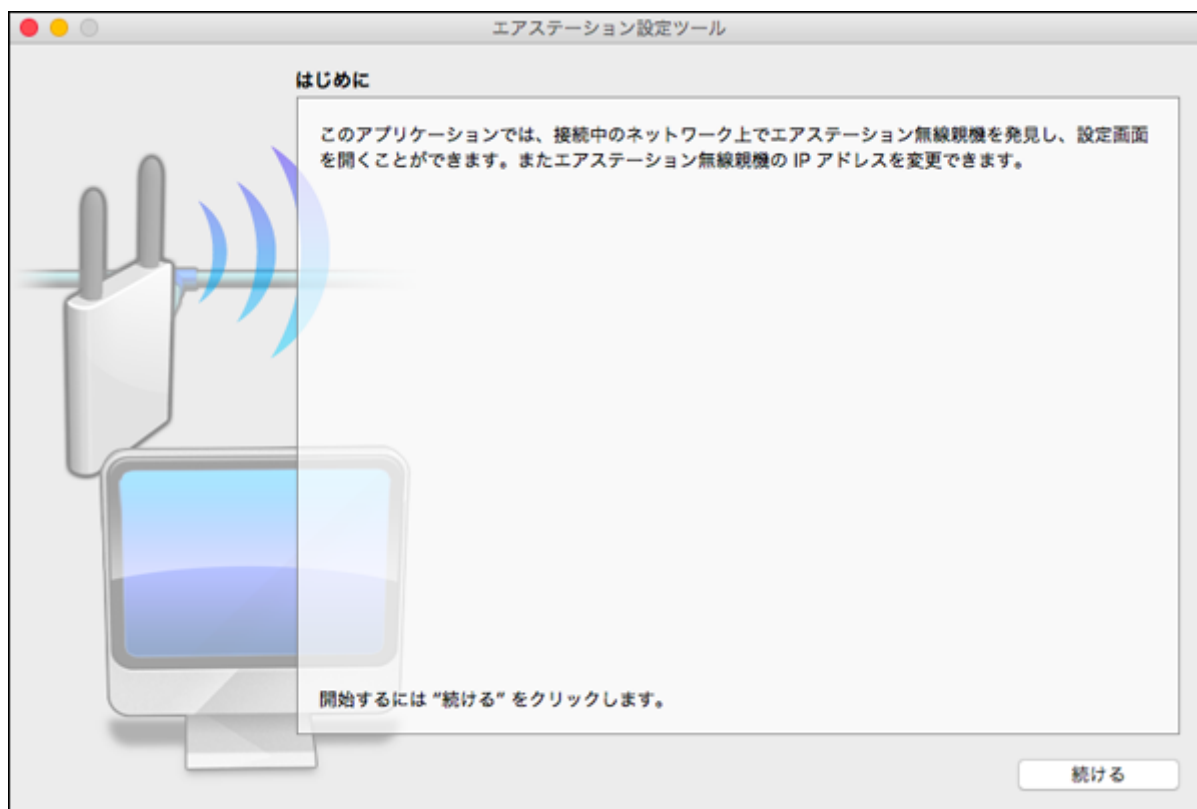 エアステーション設定ツール
はじめに
このアプリケーションでは、接続中のネットワーク上でエアステーション無線親機を発見し、設定画面
を開くことができます。またエアステーション無線親機の IP アドレスを変更できます。
開始するには “続ける” をクリックします。
続ける